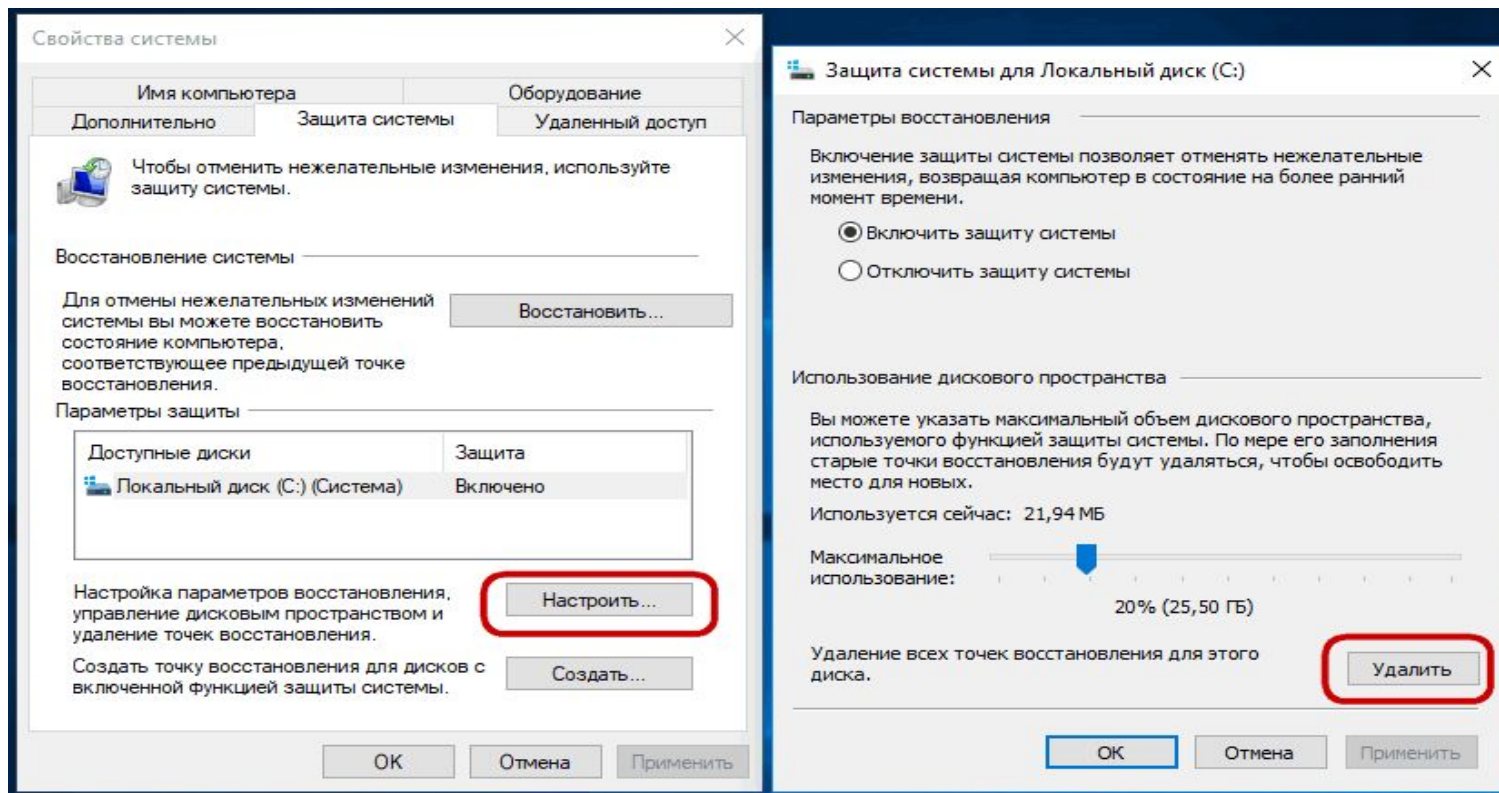 Свойства системы
Имя компьютера
Оборудование
Дополнительно
Защита системы
Удаленный доступ
Чтобы отменить нежелательные изменения, используйте
защиту системы.
Восстановление системы
Для отмены нежелательных изменений
системы вы можете восстановить
состояние компьютера,
соответствующее предыдущей точке
восстановления.
Восстановить...
Параметры защиты
Доступные диски
Защита
Локальный диск (C:) (Система)
Включено
Настройка параметров восстановления,
управление дисковым пространством и
удаление точек восстановления.
Настроить...
Создать точку восстановления для дисков с
включенной функцией защиты системы.
Создать...
ОК
Отмена
Применить
Защита системы для Локальный диск (C:)
Параметры восстановления
Включение защиты системы позволяет отменять нежелательные
изменения, возвращая компьютер в состояние на более ранний
момент времени.
Включить защиту системы
Отключить защиту системы
Использование дискового пространства
Вы можете указать максимальный объем дискового пространства,
используемого функцией защиты системы. По мере его заполнения
старые точки восстановления будут удаляться, чтобы освободить
место для новых.
Используется сейчас: 21,94 МБ
Максимальное
использование:
20% (25,50 ГБ)
Удаление всех точек восстановления для этого
диска.
Удалить
ОК
Отмена
Применить